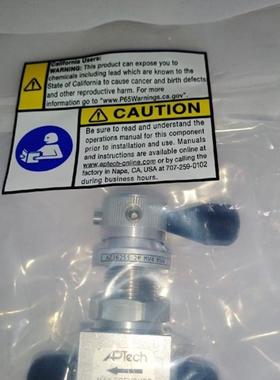 California Users:
WARNING: This product can expose you to
chemicals including lead which are known to the
State of California to cause cancer and birth defects
and other reproductive harm. For more
information go to "www.P65Warnings.ca.gov".
CAUTION
Be sure to read and understand the
operations manual for this component
prior to installation and use. Manuals
and instructions are available online at
www.aptech-online.com or by calling the
factory in Napa, CA, USA at 707-259-0102
during business hours.
APTech